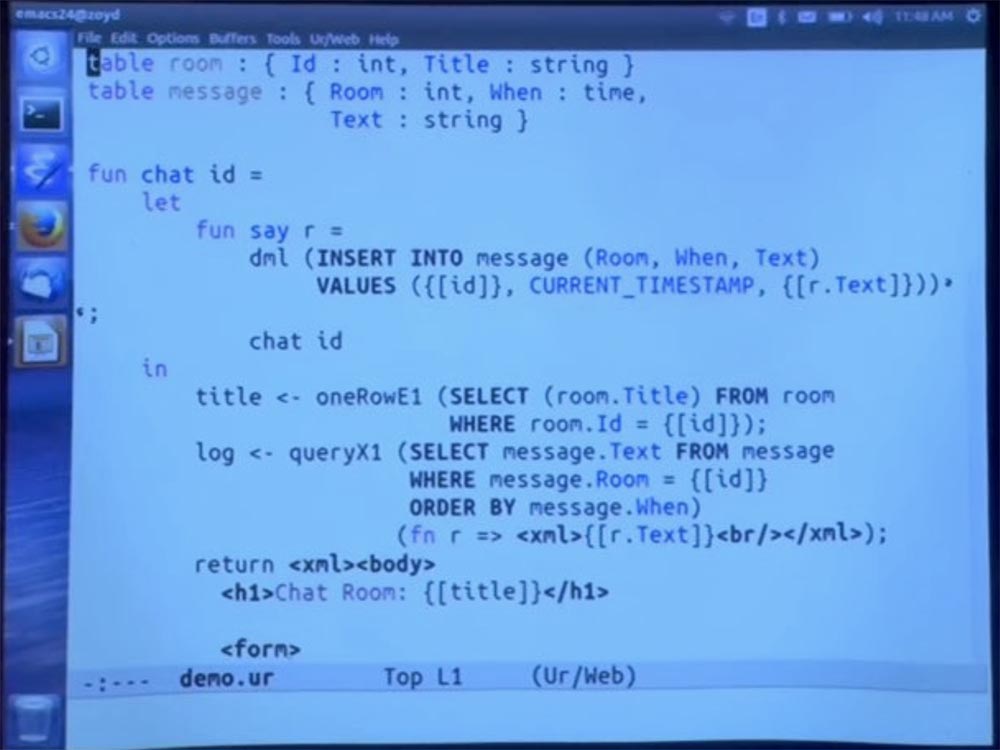 emacs24@zoyd
11:48 AM
File Edit Options Buffers Tools Ur/Web Help
table room : { Id : int, Title : string }
table message : { Room : int, When : time,
Text : string }
fun chat id =
let
fun say r =
dml (INSERT INTO message (Room, When, Text)
VALUES ({[id]}, CURRENT_TIMESTAMP, {[r.Text]}))
;
chat id
in
title <- oneRowE1 (SELECT (room.Title) FROM room
WHERE room.Id = {[id]});
log <- queryX1 (SELECT message.Text FROM message
WHERE message.Room = {[id]}
ORDER BY message.When)
(fn r => <xml>{[r.Text]}<br/></xml>);
return <xml><body>
<h1>Chat Room: {[title]}</h1>
<form>
-:--- demo.ur Top L1 (Ur/Web)